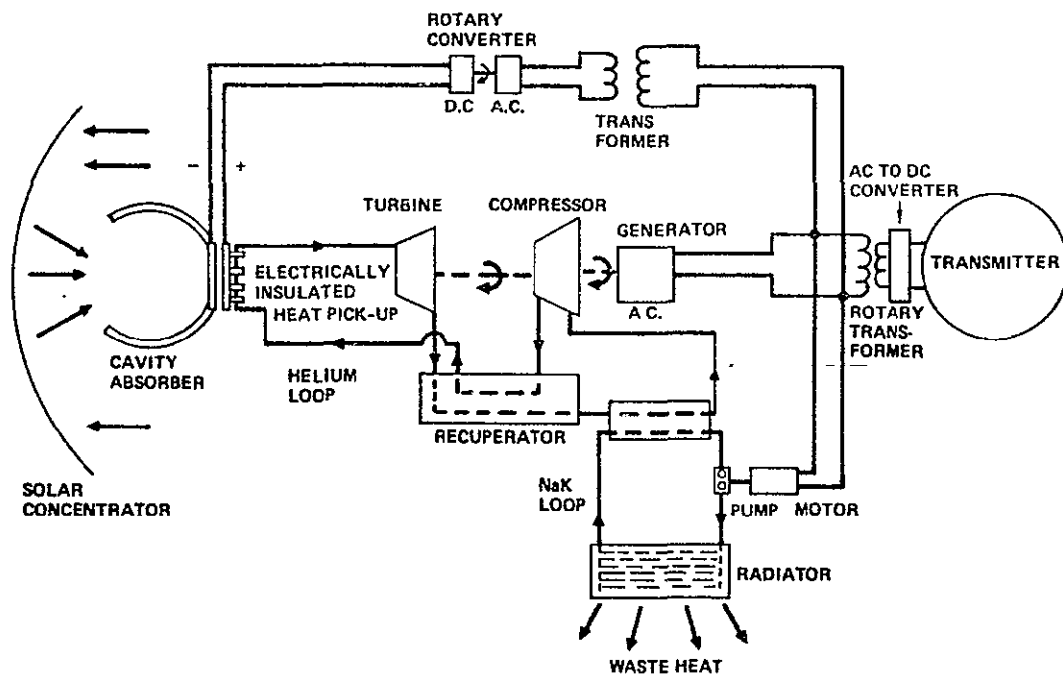 ROTARY
CONVERTER
D.C A.C.
TRANS
FORMER
- +
AC TO DC
CONVERTER
TURBINE
COMPRESSOR
GENERATOR
A C.
TRANSMITTER
ELECTRICALLY
INSULATED
HEAT PICK-UP
ROTARY
TRANS-
FORMER
CAVITY
ABSORBER
HELIUM
LOOP
RECUPERATOR
SOLAR
CONCENTRATOR
NaK
LOOP
PUMP MOTOR
RADIATOR
WASTE HEAT